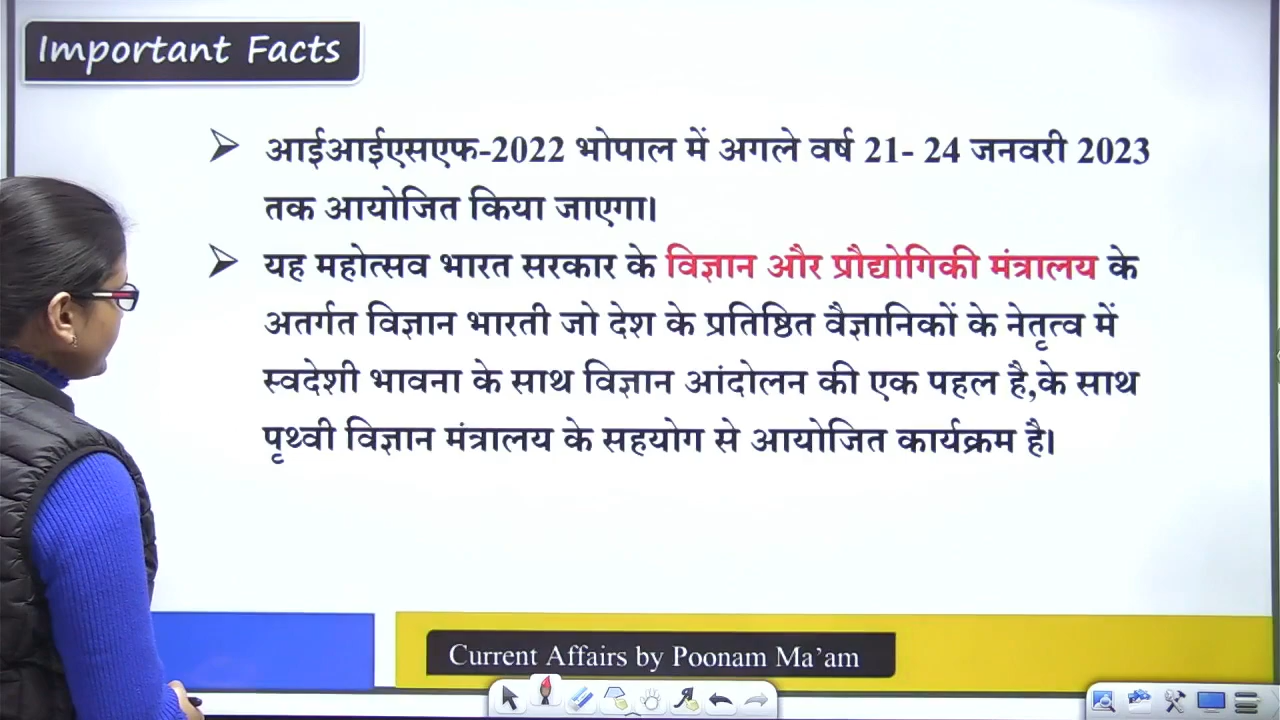 Important Facts
➢ आईआईएसएफ-2022 भोपाल में अगले वर्ष 21- 24 जनवरी 2023
तक आयोजित किया जाएगा।
➢ यह महोत्सव भारत सरकार के विज्ञान और प्रौद्योगिकी मंत्रालय के
अतर्गत विज्ञान भारती जो देश के प्रतिष्ठित वैज्ञानिकों के नेतृत्व में
स्वदेशी भावना के साथ विज्ञान आंदोलन की एक पहल है,के साथ
पृथ्वी विज्ञान मंत्रालय के सहयोग से आयोजित कार्यक्रम है।
Current Affairs by Poonam Ma'am